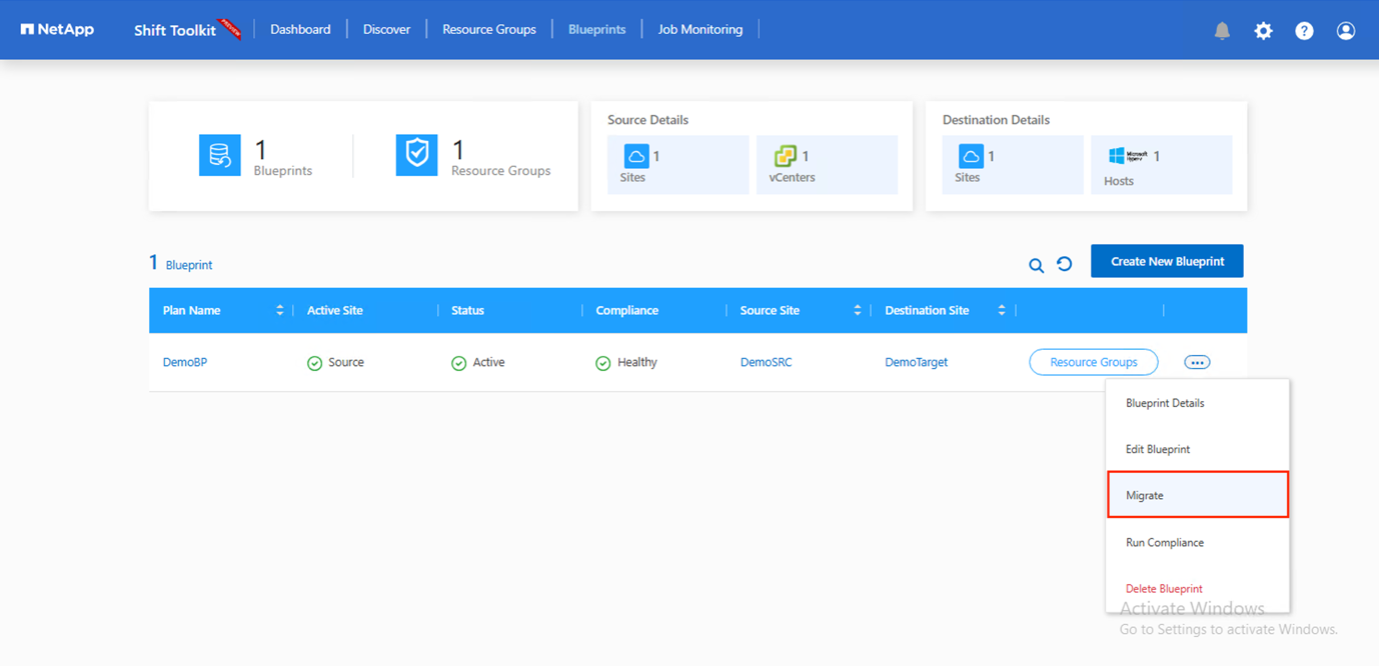 NetApp Shift Toolkit PREVIEW Dashboard Discover Resource Groups Blueprints Job Monitoring ?
1 Blueprints 1 Resource Groups
Source Details
1 Sites 1 vCenters
Destination Details
1 Sites Microsoft Hyper-v 1 Hosts
1 Blueprint Create New Blueprint
Plan Name Active Site Status Compliance Source Site Destination Site
DemoBP Source Active Healthy DemoSRC DemoTarget Resource Groups
Blueprint Details
Edit Blueprint
Migrate
Run Compliance
Delete Blueprint
Activate Windows
Go to Settings to activate Windows.